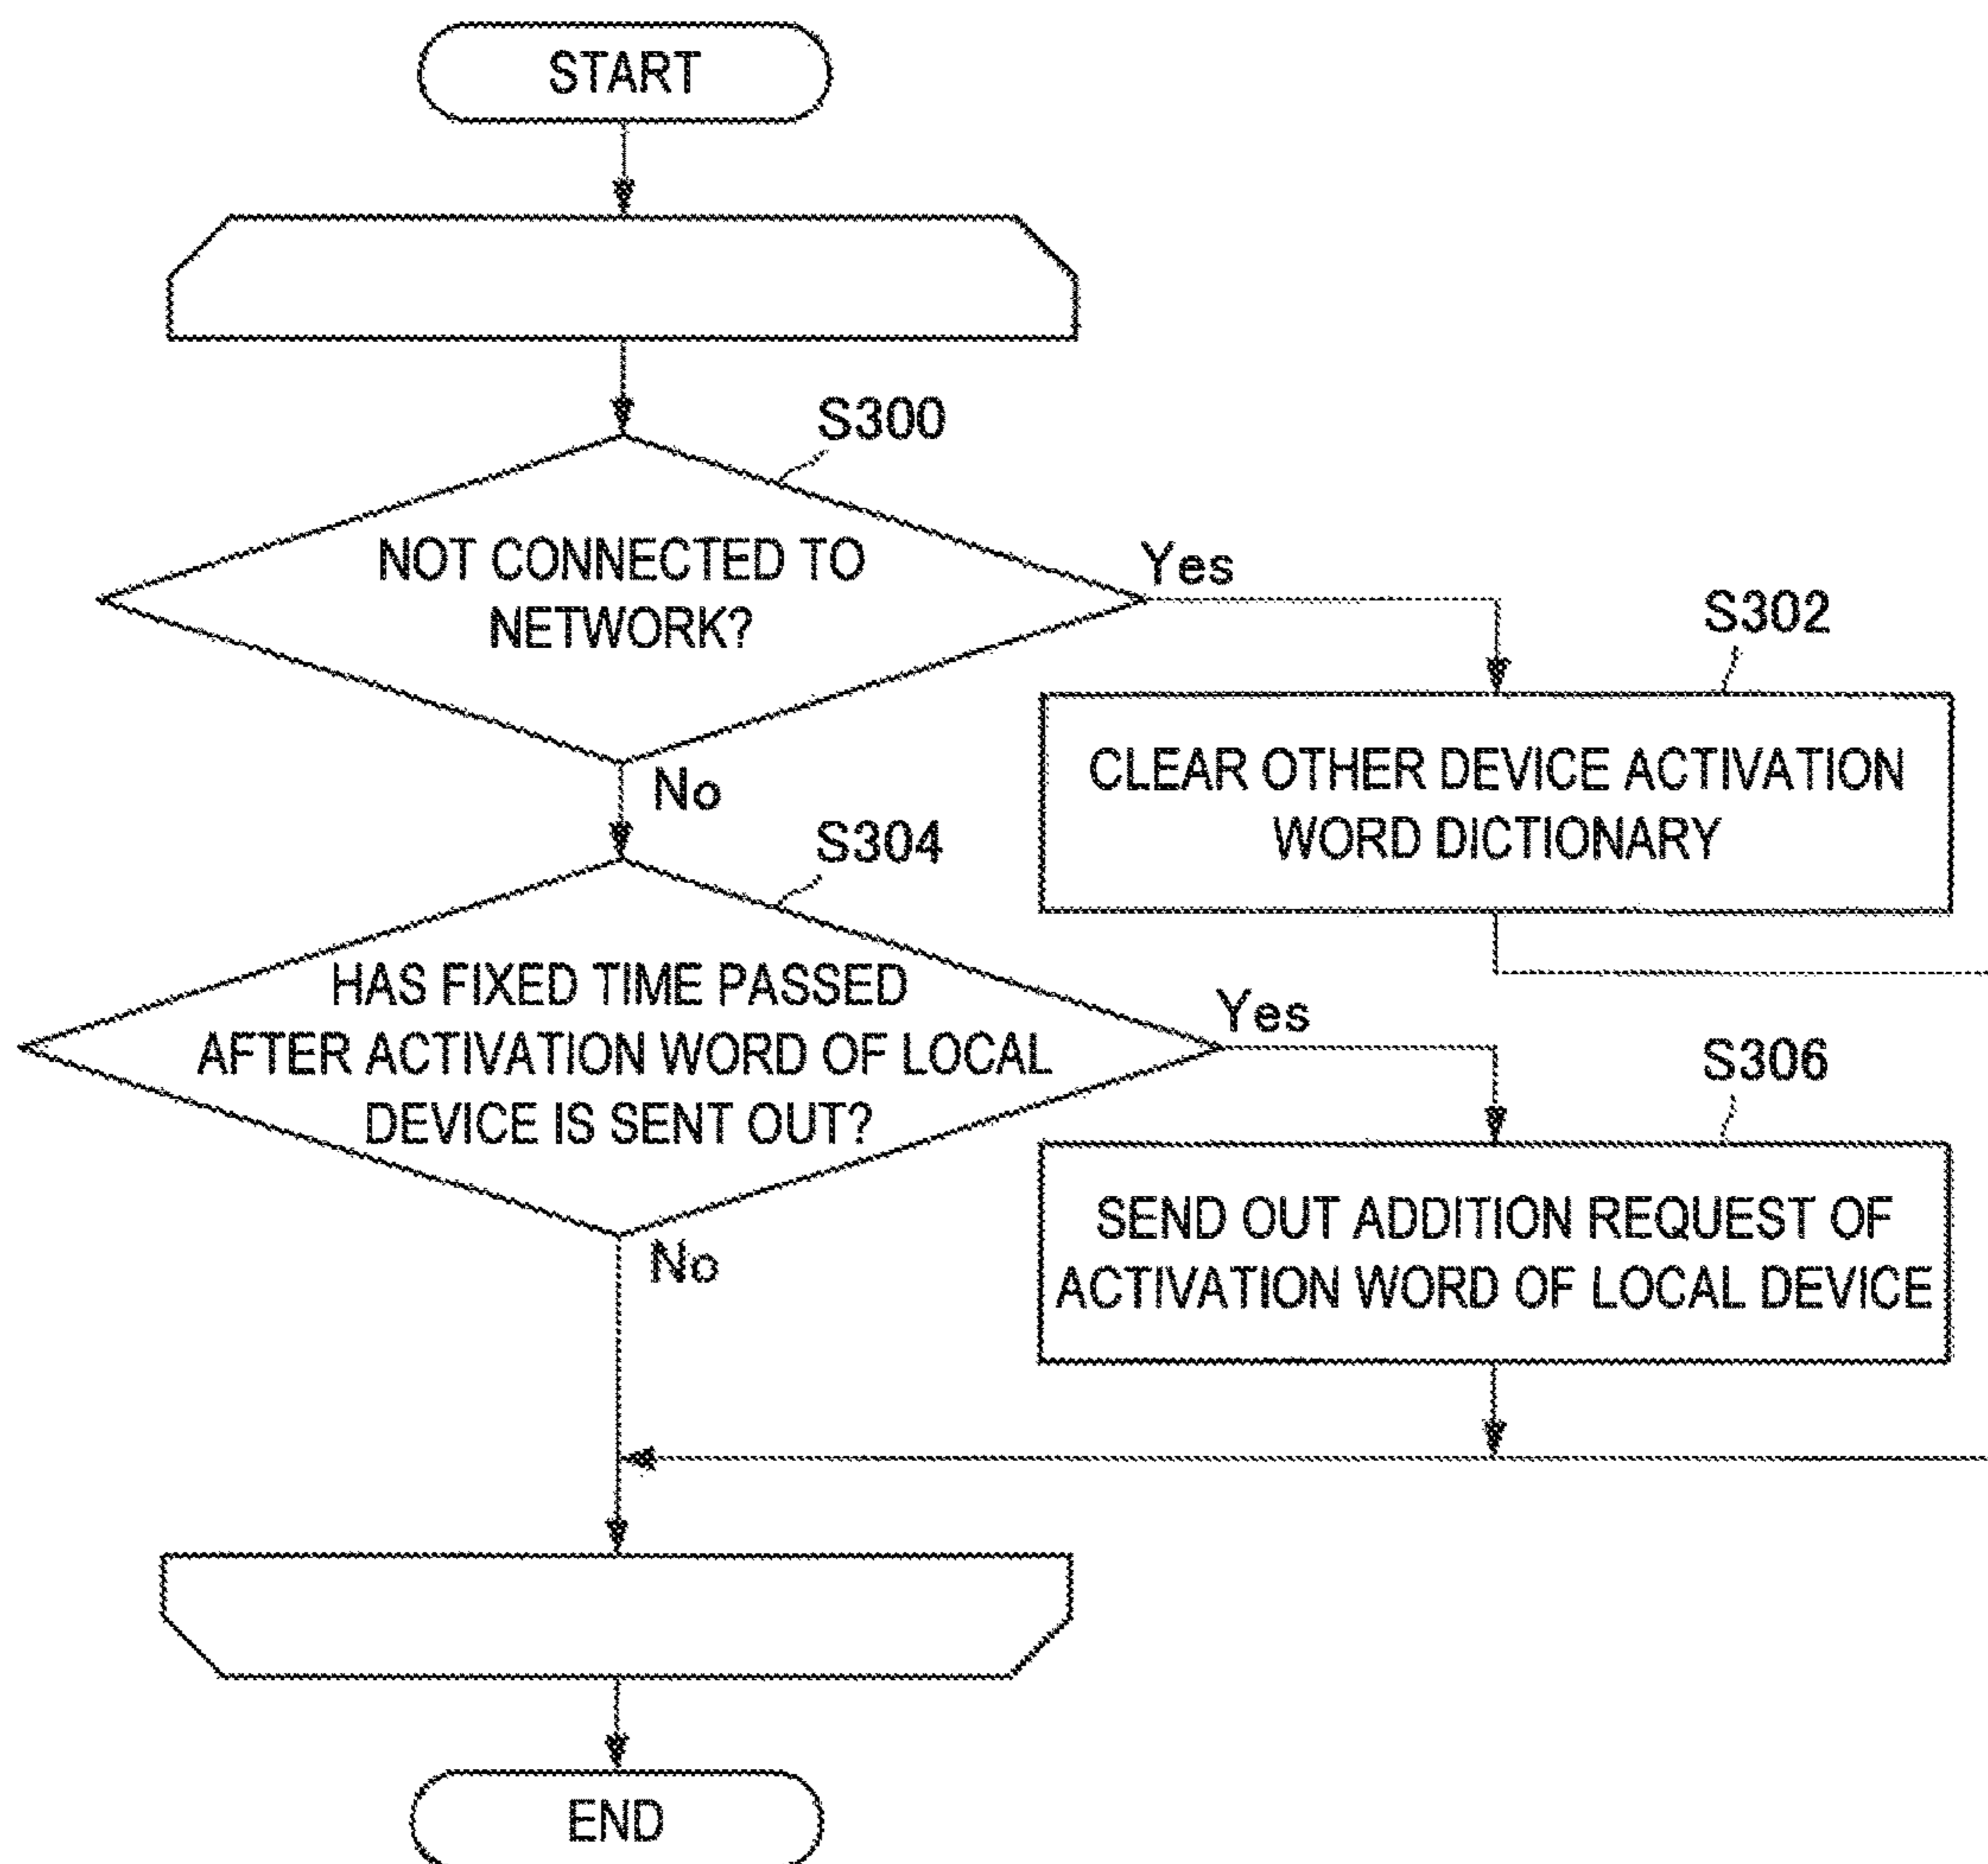 START
S300
NOT CONNECTED TO
NETWORK?
Yes
S302
CLEAR OTHER DEVICE ACTIVATION
WORD DICTIONARY
No
S304
HAS FIXED TIME PASSED
AFTER ACTIVATION WORD OF LOCAL
DEVICE IS SENT OUT?
Yes
S306
SEND OUT ADDITION REQUEST OF
ACTIVATION WORD OF LOCAL DEVICE
No
END